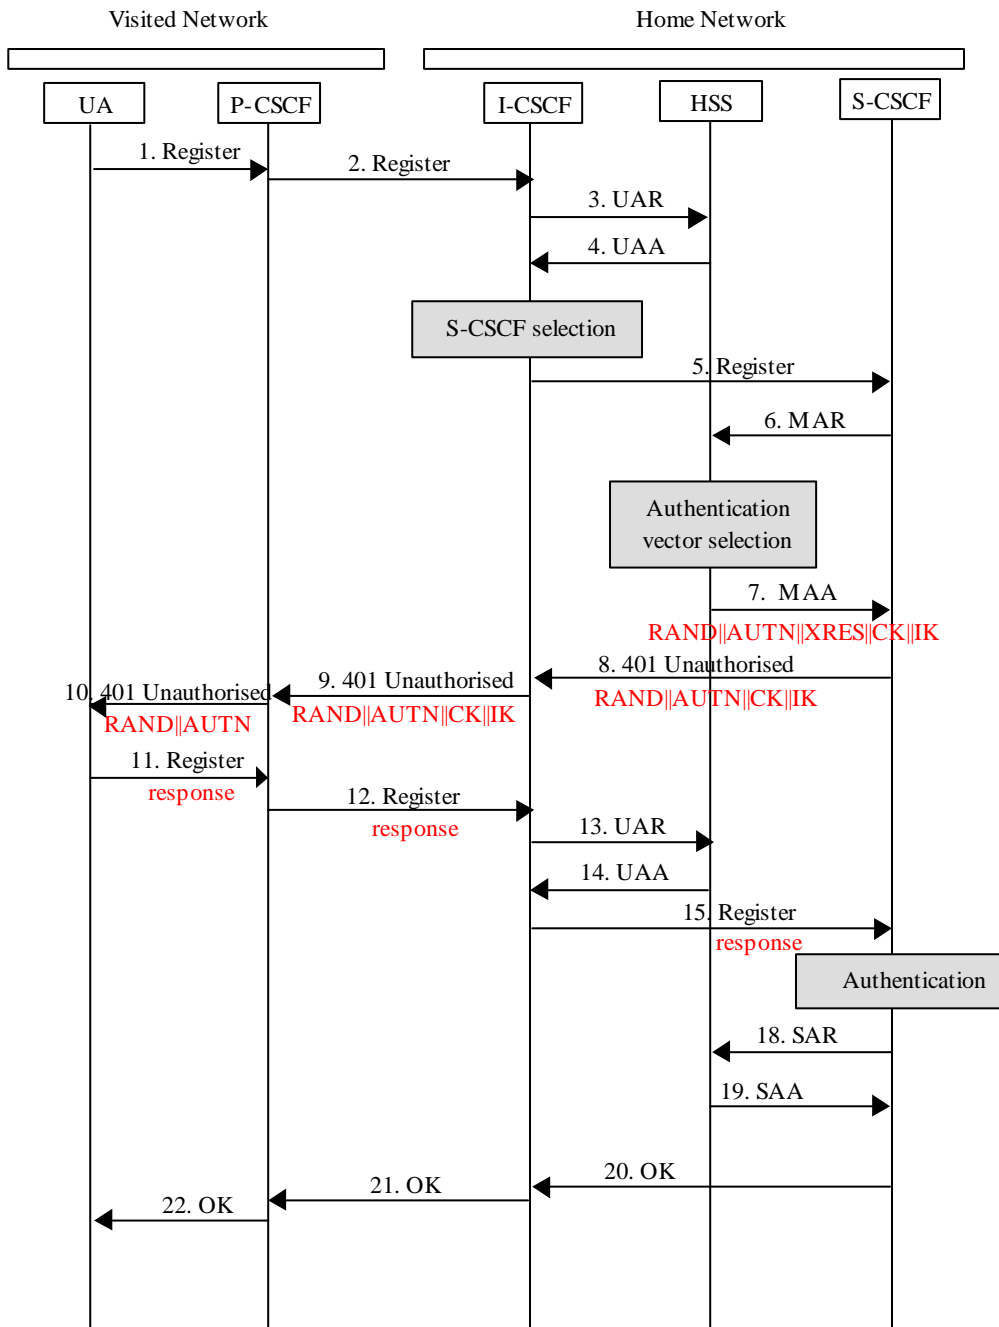 Visited Network
Home Network
UA
P-CSCF
I-CSCF
HSS
S-CSCF
1. Register
2. Register
3. UAR
4. UAA
S-CSCF selection
5. Register
6. MAR
Authentication
vector selection
7. MAA
RAND||AUTN||XRES||CK||IK
8. 401 Unauthorised
RAND||AUTN||CK||IK
9. 401 Unauthorised
RAND||AUTN||CK||IK
10. 401 Unauthorised
RAND||AUTN
11. Register
response
12. Register
response
13. UAR
14. UAA
15. Register
response
Authentication
18. SAR
19. SAA
20. OK
21. OK
22. OK